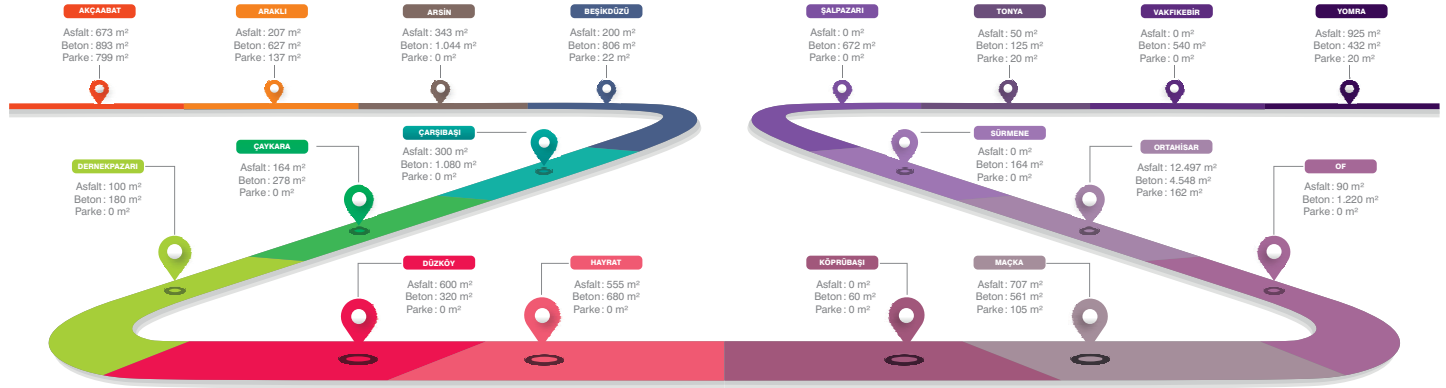 AKÇAABAT
Asfalt : 673 m²
Beton : 893 m²
Parke : 799 m²
ARAKLI
Asfalt : 207 m²
Beton : 627 m²
Parke : 137 m²
ARSİN
Asfalt : 343 m²
Beton : 1.044 m²
Parke : 0 m²
BEŞİKDÜZÜ
Asfalt : 200 m²
Beton : 806 m²
Parke : 22 m²
ŞALPAZARI
Asfalt : 0 m²
Beton : 672 m²
Parke : 0 m²
TONYA
Asfalt : 50 m²
Beton : 125 m²
Parke : 20 m²
VAKFIKEBİR
Asfalt : 0 m²
Beton : 540 m²
Parke : 0 m²
YOMRA
Asfalt : 925 m²
Beton : 432 m²
Parke : 20 m²
DERNEKPAZARI
Asfalt : 100 m²
Beton : 180 m²
Parke : 0 m²
ÇAYKARA
Asfalt : 164 m²
Beton : 278 m²
Parke : 0 m²
ÇARŞIBAŞI
Asfalt : 300 m²
Beton : 1.080 m²
Parke : 0 m²
SÜRMENE
Asfalt : 0 m²
Beton : 164 m²
Parke : 0 m²
ORTAHİSAR
Asfalt : 12.497 m²
Beton : 4.548 m²
Parke : 162 m²
OF
Asfalt : 90 m²
Beton : 1.220 m²
Parke : 0 m²
DÜZKÖY
Asfalt : 600 m²
Beton : 320 m²
Parke : 0 m²
HAYRAT
Asfalt : 555 m²
Beton : 680 m²
Parke : 0 m²
KÖPRÜBAŞI
Asfalt : 0 m²
Beton : 60 m²
Parke : 0 m²
MAÇKA
Asfalt : 707 m²
Beton : 561 m²
Parke : 105 m²